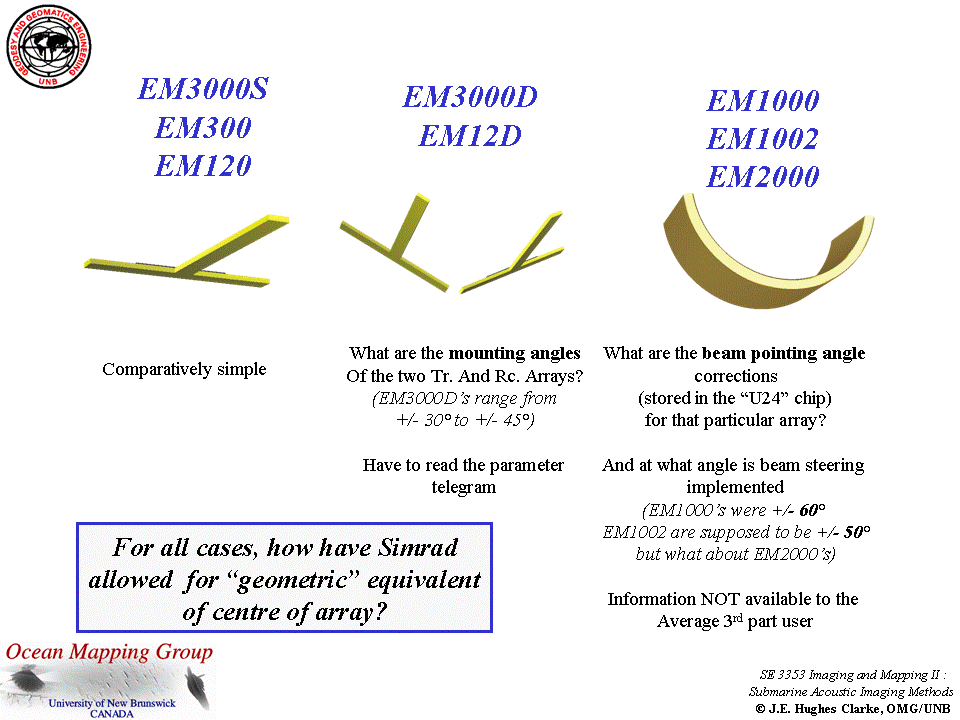 GEODESY AND GEOMATICS ENGINEERING
UNB
EM3000S
EM300
EM120
EM3000D
EM12D
EM1000
EM1002
EM2000
Comparatively simple
What are the mounting angles
Of the two Tr. And Rc. Arrays?
(EM3000D's range from
+/- 30° to +/- 45°)
Have to read the parameter
telegram
What are the beam pointing angle
corrections
(stored in the “U24” chip)
for that particular array?
And at what angle is beam steering
implemented
(EM1000's were +/- 60°
EM1002 are supposed to be +/- 50°
but what about EM2000's)
Information NOT available to the
Average 3rd part user
For all cases, how have Simrad
allowed for “geometric” equivalent
of centre of array?
Ocean Mapping Group
University of New Brunswick
CANADA
SE 3353 Imaging and Mapping II :
Submarine Acoustic Imaging Methods
© J.E. Hughes Clarke, OMG/UNB